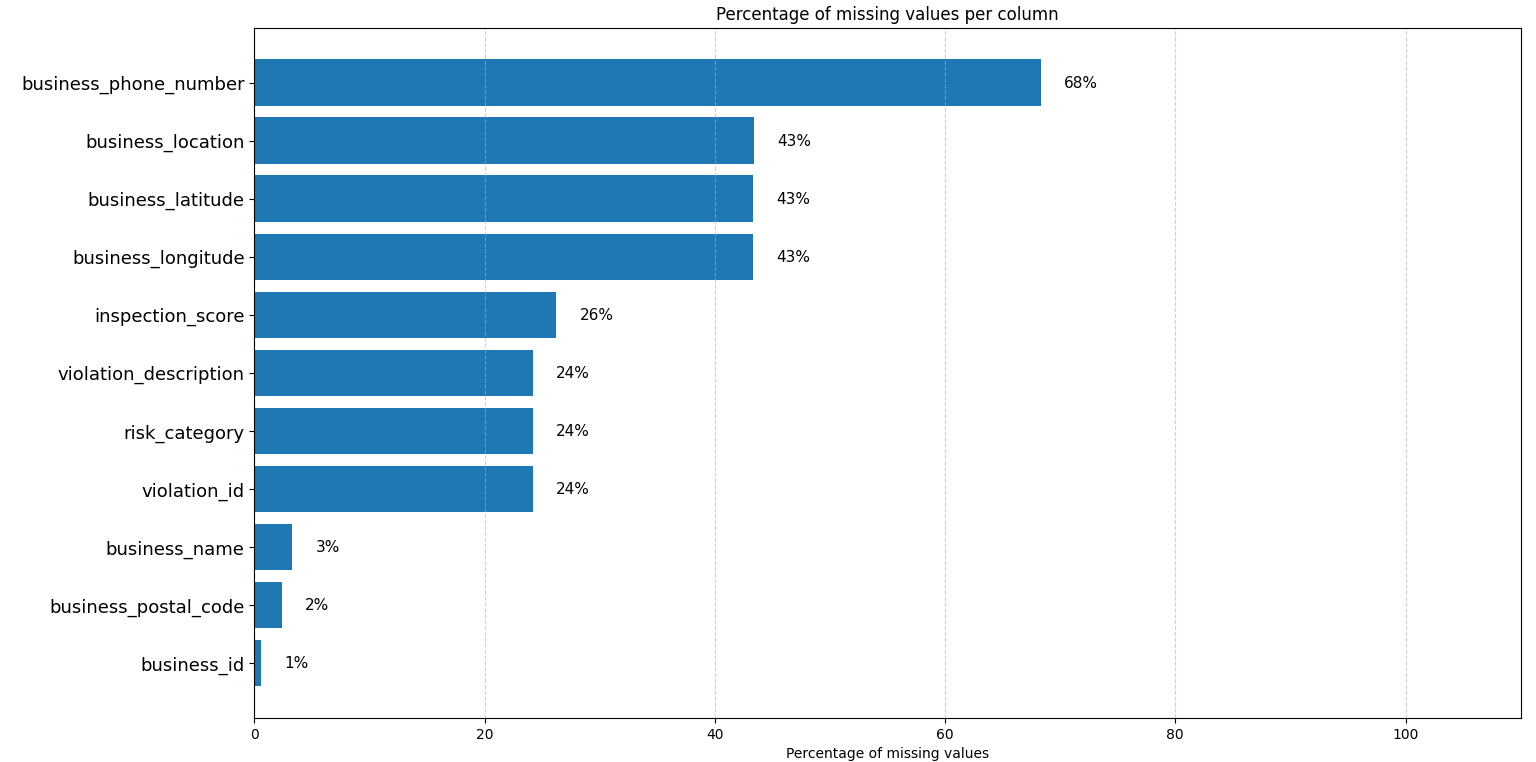 Percentage of missing values per column
business_phone_number 68%
business_location 43%
business_latitude 43%
business_longitude 43%
inspection_score 26%
violation_description 24%
risk_category 24%
violation_id 24%
business_name 3%
business_postal_code 2%
business_id 1%
0 20 40 60 80 100
Percentage of missing values